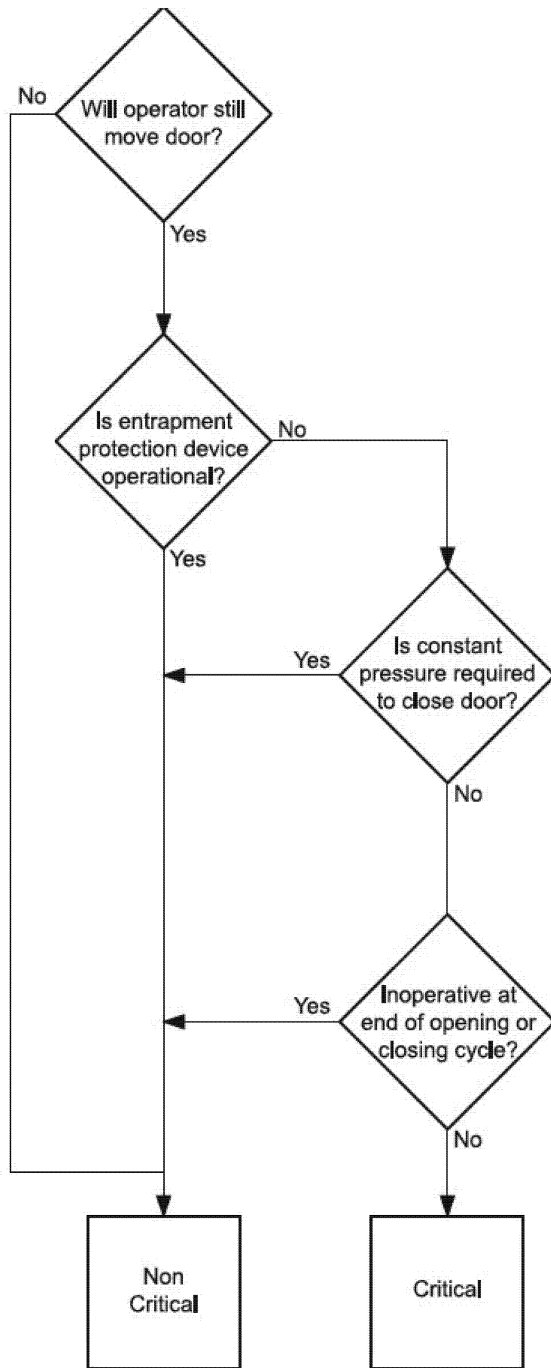 No
Will operator still
move door?
Yes
Is entrapment
protection device
operational?
No
Yes
Is constant
pressure required
to close door?
Yes
No
Inoperative at
end of opening or
closing cycle?
Yes
No
Non
Critical
Critical